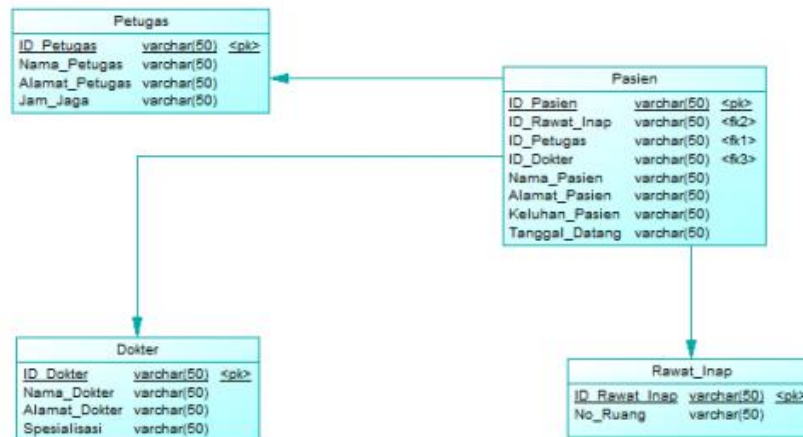 Petugas
ID_Petugas varchar(50) <pk>
Nama_Petugas varchar(50)
Alamat_Petugas varchar(50)
Jam_Jaga varchar(50)
Pasien
ID_Pasien varchar(50) <pk>
ID_Rawat_Inap varchar(50) <fk2>
ID_Petugas varchar(50) <fk1>
ID_Dokter varchar(50) <fk3>
Nama_Pasien varchar(50)
Alamat_Pasien varchar(50)
Keluhan_Pasien varchar(50)
Tanggal_Datang varchar(50)
Dokter
ID_Dokter varchar(50) <pk>
Nama_Dokter varchar(50)
Alamat_Dokter varchar(50)
Spesialisasi varchar(50)
Rawat_Inap
ID_Rawat_Inap varchar(50) <pk>
No_Ruang varchar(50)